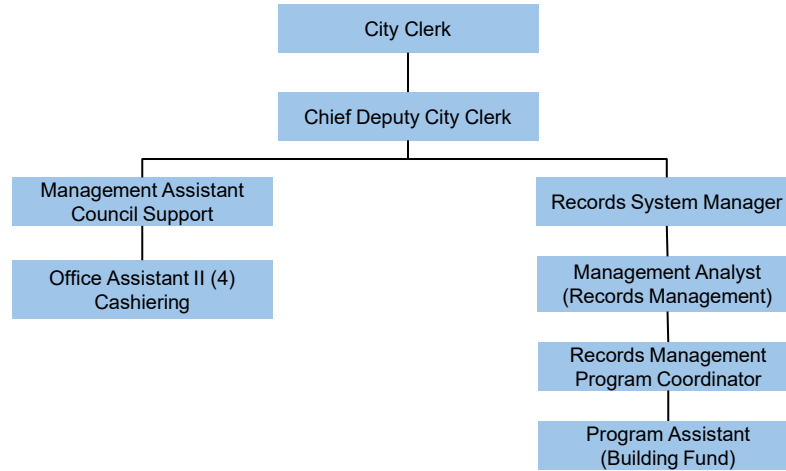 City Clerk
Chief Deputy City Clerk
Management Assistant
Council Support
Records System Manager
Office Assistant II (4)
Cashiering
Management Analyst
(Records Management)
Records Management
Program Coordinator
Program Assistant
(Building Fund)